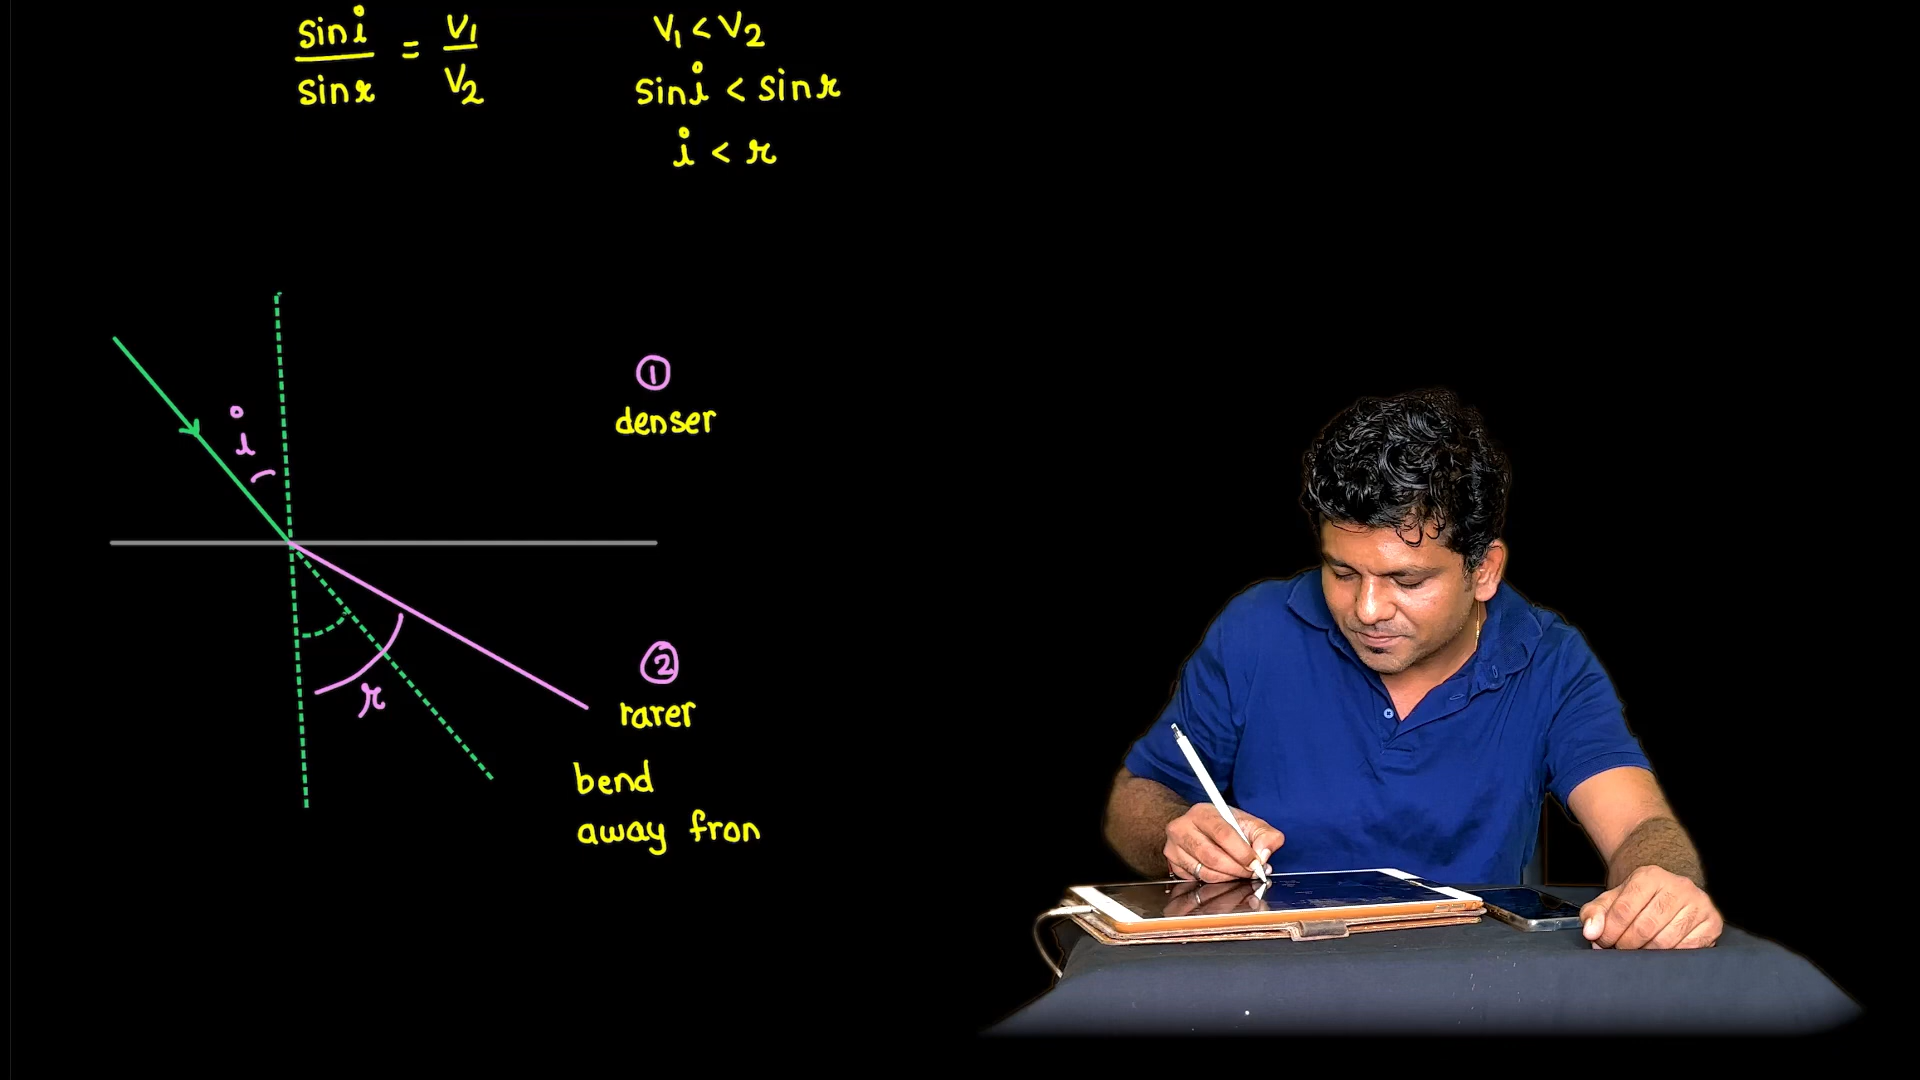 sin i / sin r = V1 / V2
V1 < V2
sin i < sin r
i < r
i
①
denser
r
②
rarer
bend
away fron